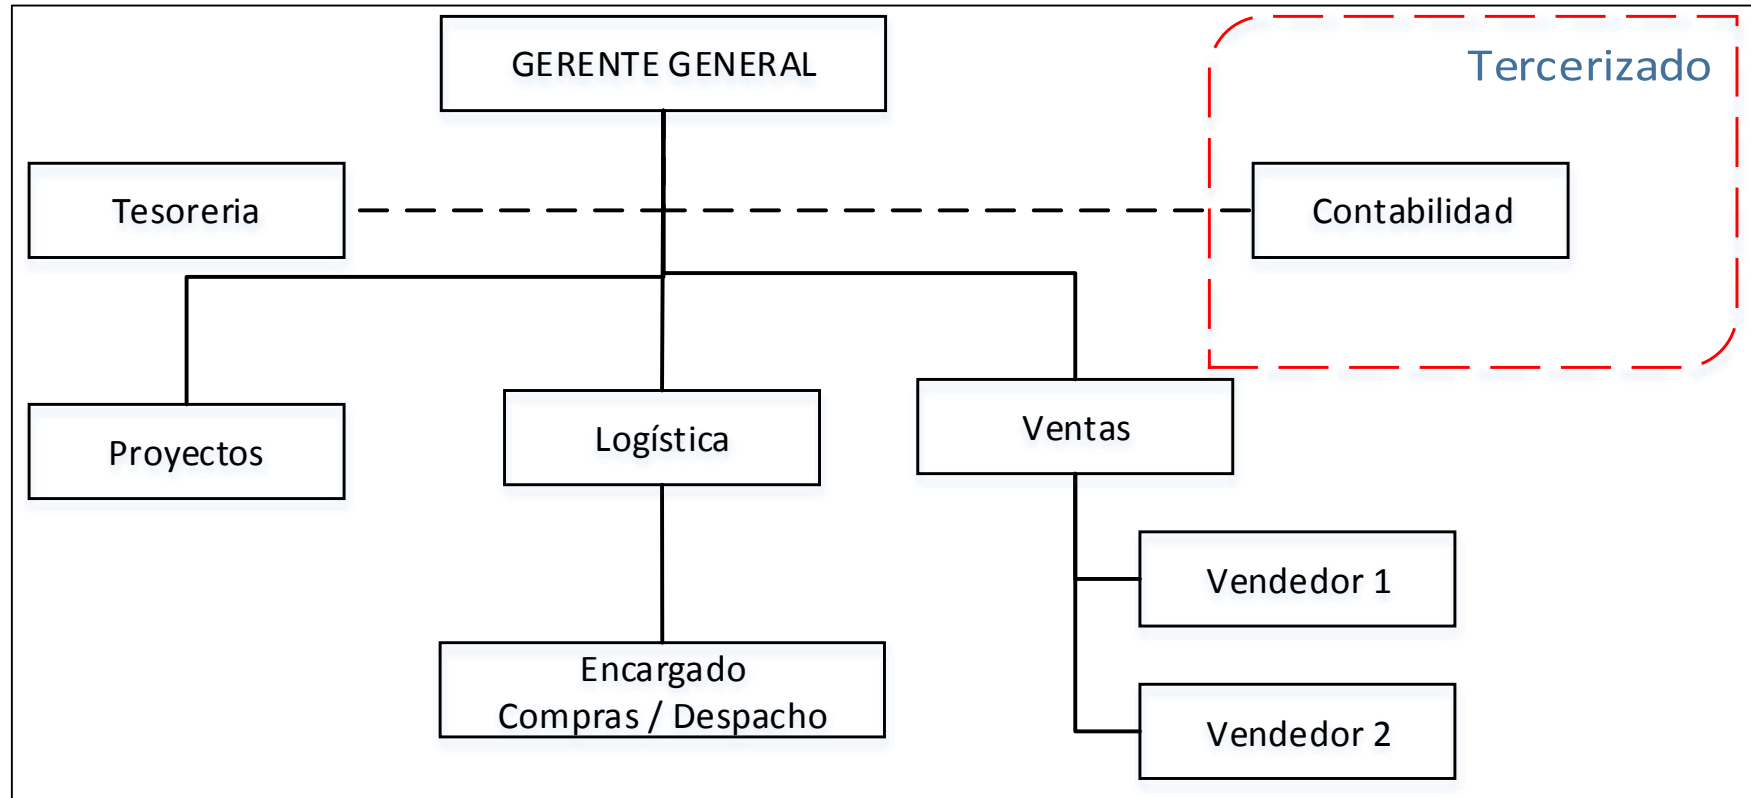 GERENTE GENERAL
Tercerizado
Tesoreria
Contabilidad
Proyectos
Logística
Ventas
Vendedor 1
Encargado
Compras / Despacho
Vendedor 2